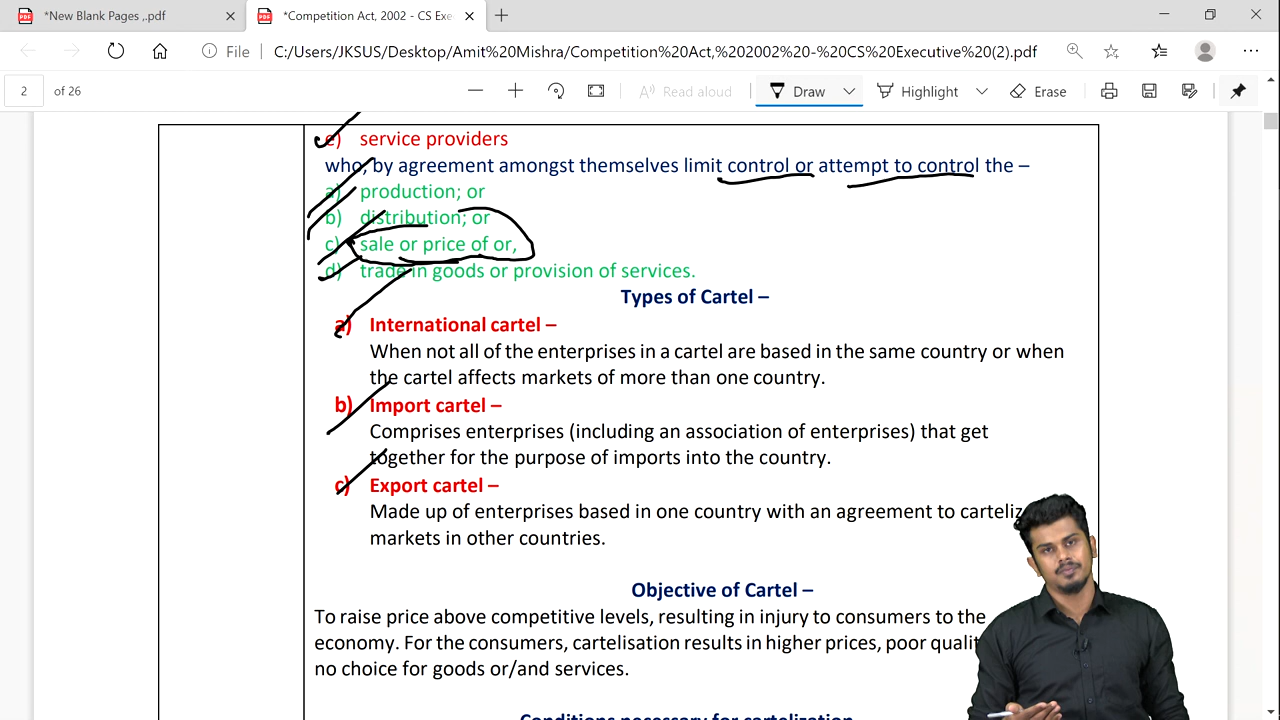 *New Blank Pages ,.pdf
*Competition Act, 2002 - CS Exe
File
C:/Users/JKSUS/Desktop/Amit%20Mishra/Competition%20Act,%202002%20-%20CS%20Executive%20(2).pdf
2 of 26
Read aloud
Draw
Highlight
Erase
e) service providers
who, by agreement amongst themselves limit control or attempt to control the –
a) production; or
b) distribution; or
c) sale or price of or,
d) trade in goods or provision of services.
Types of Cartel –
a) International cartel –
When not all of the enterprises in a cartel are based in the same country or when
the cartel affects markets of more than one country.
b) Import cartel –
Comprises enterprises (including an association of enterprises) that get
together for the purpose of imports into the country.
c) Export cartel –
Made up of enterprises based in one country with an agreement to carteliz
markets in other countries.
Objective of Cartel –
To raise price above competitive levels, resulting in injury to consumers to the
economy. For the consumers, cartelisation results in higher prices, poor qualit
no choice for goods or/and services.
Conditions necessary for cartelization